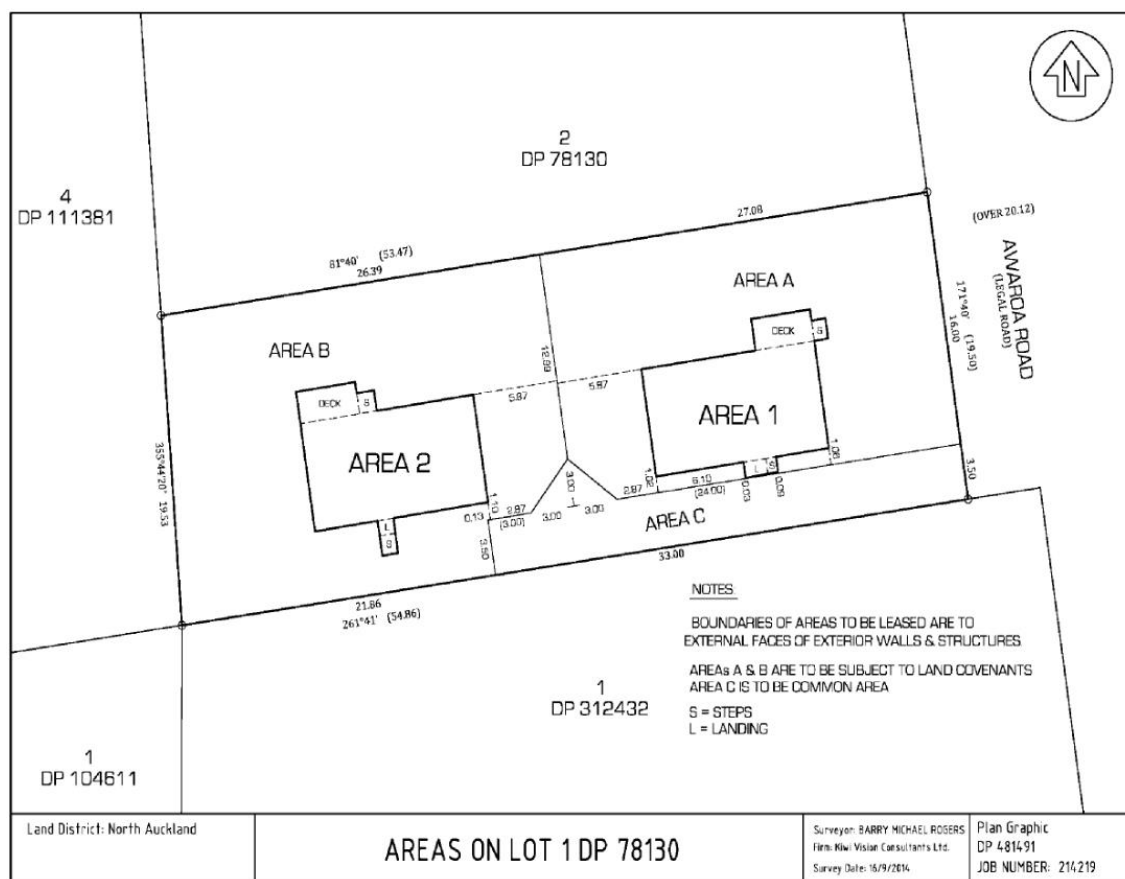 N
2
DP 78130
4
DP 111381
27.08
(OVER 20.12)
81°40' (53.47)
26.39
AWAROA ROAD
(LEGAL ROAD)
171°40' (19.50)
16.00
AREA A
DECK
S
AREA B
12.89
5.87
5.87
DECK
S
AREA 1
AREA 2
355°44'20" 19.53
1.06
L
S
3.50
3.00
2.87
6.10
(24.00)
0.03
0.09
1.10
0.13
2.87
(3.00)
3.00
3.00
AREA C
L
S
3.50
33.00
21.86
261°41' (54.86)
NOTES
BOUNDARIES OF AREAS TO BE LEASED ARE TO
EXTERNAL FACES OF EXTERIOR WALLS & STRUCTURES.
AREAs A & B ARE TO BE SUBJECT TO LAND COVENANTS
AREA C IS TO BE COMMON AREA
S = STEPS
L = LANDING
1
DP 312432
1
DP 104611
Land District: North Auckland
AREAS ON LOT 1 DP 78130
Surveyor: BARRY MICHAEL ROGERS
Firm: Kiwi Vision Consultants Ltd.
Survey Date: 16/9/2014
Plan Graphic
DP 481491
JOB NUMBER: 214219